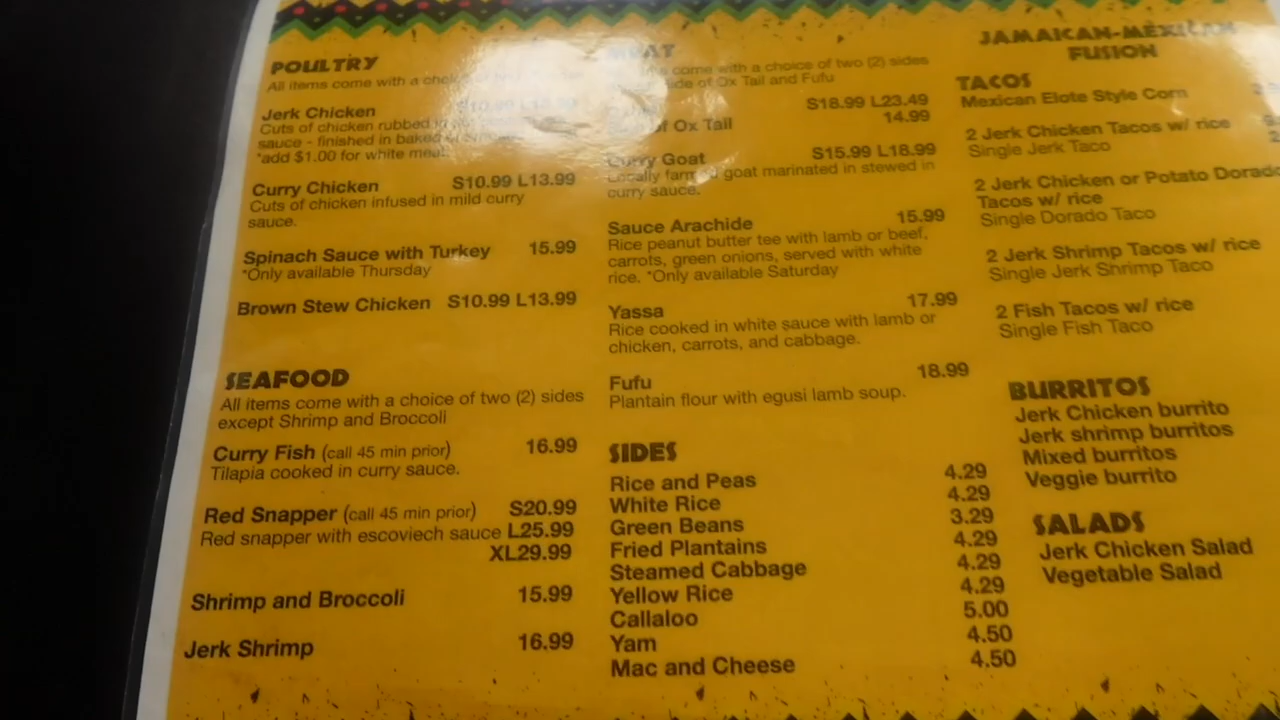 POULTRY
All items come with a
Jerk Chicken
Cuts of chicken rubbed
sauce - finished in baked
*add $1.00 for white meat.
Curry Chicken S10.99 L13.99
Cuts of chicken infused in mild curry
sauce.
Spinach Sauce with Turkey 15.99
*Only available Thursday
Brown Stew Chicken S10.99 L13.99
SEAFOOD
All items come with a choice of two (2) sides
except Shrimp and Broccoli
Curry Fish (call 45 min prior) 16.99
Tilapia cooked in curry sauce.
Red Snapper (call 45 min prior) S20.99
Red snapper with escoviech sauce L25.99
XL29.99
Shrimp and Broccoli 15.99
Jerk Shrimp 16.99
MEAT
come with a choice of two (2) sides
of Ox Tail and Fufu
S18.99 L23.49
of Ox Tail 14.99
Curry Goat S15.99 L18.99
Locally goat marinated in stewed in
curry sauce.
Sauce Arachide 15.99
Rice peanut butter tee with lamb or beef,
carrots, green onions, served with white
rice. *Only available Saturday
Yassa 17.99
Rice cooked in white sauce with lamb or
chicken, carrots, and cabbage.
Fufu 18.99
Plantain flour with egusi lamb soup.
SIDES
Rice and Peas 4.29
White Rice 4.29
Green Beans 3.29
Fried Plantains 4.29
Steamed Cabbage 4.29
Yellow Rice 4.29
Callaloo 5.00
Yam 4.50
Mac and Cheese 4.50
JAMAICAN-MEXICAN
FUSION
TACOS
Mexican Elote Style Corn
2 Jerk Chicken Tacos w/ rice
Single Jerk Taco
2 Jerk Chicken or Potato Dorado
Tacos w/ rice
Single Dorado Taco
2 Jerk Shrimp Tacos w/ rice
Single Jerk Shrimp Taco
2 Fish Tacos w/ rice
Single Fish Taco
BURRITOS
Jerk Chicken burrito
Jerk shrimp burritos
Mixed burritos
Veggie burrito
SALADS
Jerk Chicken Salad
Vegetable Salad